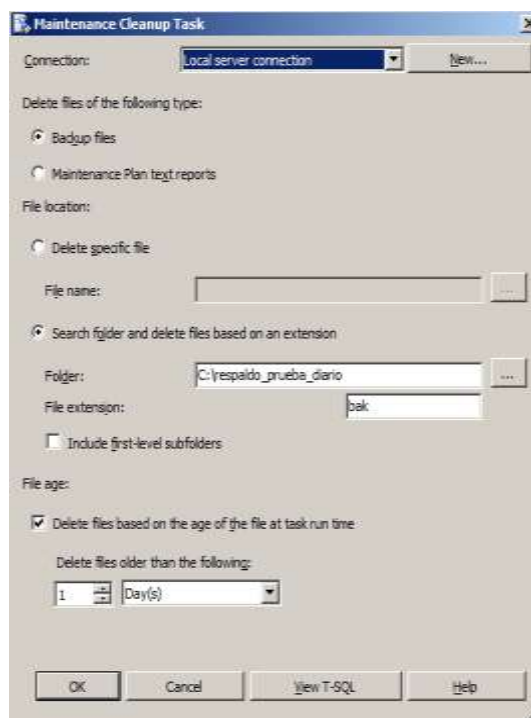 Maintenance Cleanup Task
Connection: Local server connection New...
Delete files of the following type:
Backup files
Maintenance Plan text reports
File location:
Delete specific file
File name: ...
Search folder and delete files based on an extension
Folder: C:\respaldo_prueba_diario ...
File extension: bak
Include first-level subfolders
File age:
Delete files based on the age of the file at task run time
Delete files older than the following:
1 Day(s)
OK Cancel View T-SQL Help